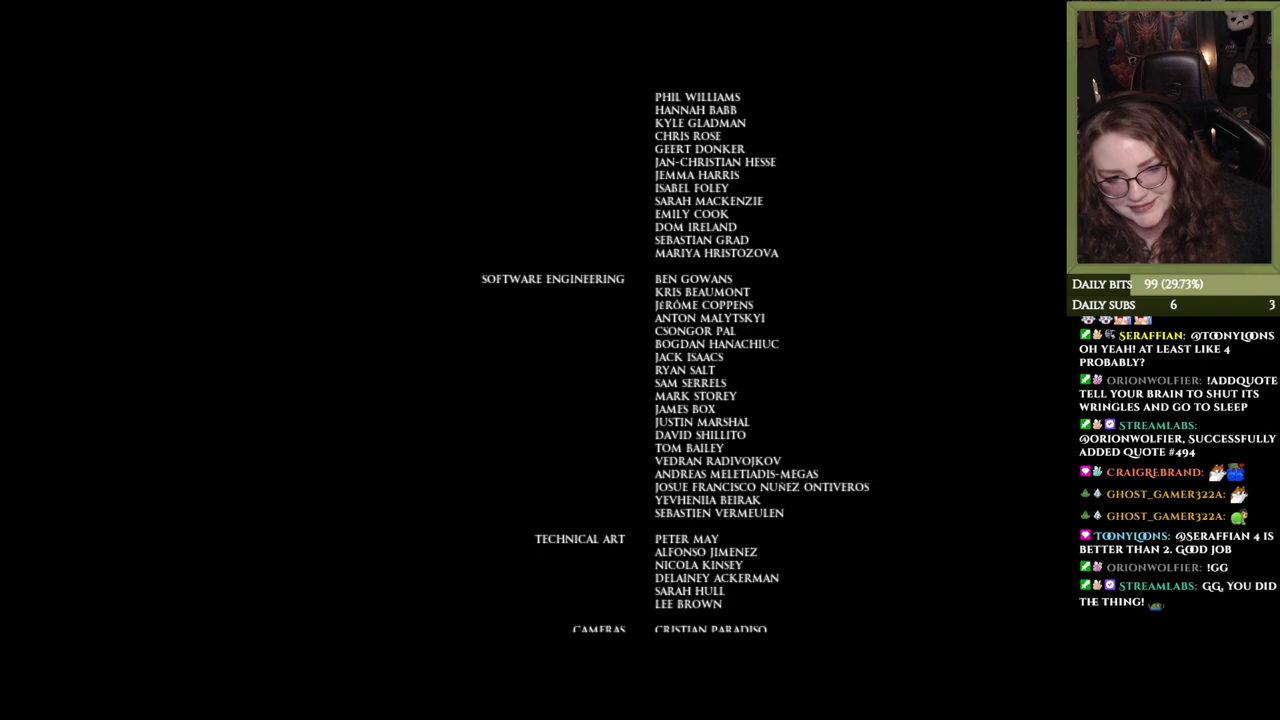 PHIL WILLIAMS
HANNAH BABB
KYLE GLADMAN
CHRIS ROSE
GEERT DONKER
JAN-CHRISTIAN HESSE
JEMMA HARRIS
ISABEL FOLEY
SARAH MACKENZIE
EMILY COOK
DOM IRELAND
SEBASTIAN GRAD
MARIYA HRISTOZOVA
SOFTWARE ENGINEERING BEN GOWANS
KRIS BEAUMONT
JÉRÔME COPPENS
ANTON MALYTSKYI
CSONGOR PAL
BOGDAN HANACHIUC
JACK ISAACS
RYAN SALT
SAM SERRELS
MARK STOREY
JAMES BOX
JUSTIN MARSHAL
DAVID SHILLITO
TOM BAILEY
VEDRAN RADIVOJKOV
ANDREAS MELETIADIS-MEGAS
JOSUE FRANCISCO NUÑEZ ONTIVEROS
YEVHENIIA BEIRAK
SEBASTIEN VERMEULEN
TECHNICAL ART PETER MAY
ALFONSO JIMENEZ
NICOLA KINSEY
DELAINEY ACKERMAN
SARAH HULL
LEE BROWN
CAMERAS CRISTIAN PARADISO
DAILY BITS 99 (29.73%)
DAILY SUBS 6 3
SERAFFIAN: @TOONYLOONS
OH YEAH! AT LEAST LIKE 4
PROBABLY?
ORIONWOLFIER: !ADDQUOTE
TELL YOUR BRAIN TO SHUT ITS
WRINGLES AND GO TO SLEEP
STREAMLABS:
@ORIONWOLFIER, SUCCESSFULLY
ADDED QUOTE #494
CRAIGREBRAND:
GHOST_GAMER322A:
GHOST_GAMER322A:
TOONYLOONS: @SERAFFIAN 4 IS
BETTER THAN 2. GOOD JOB
ORIONWOLFIER: !GG
STREAMLABS: GG, YOU DID
THE THING!